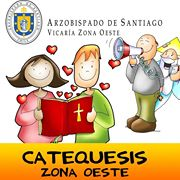 ARZOBISPADO DE SANTIAGO
VICARÍA ZONA OESTE
CATEQUESIS
ZONA OESTE